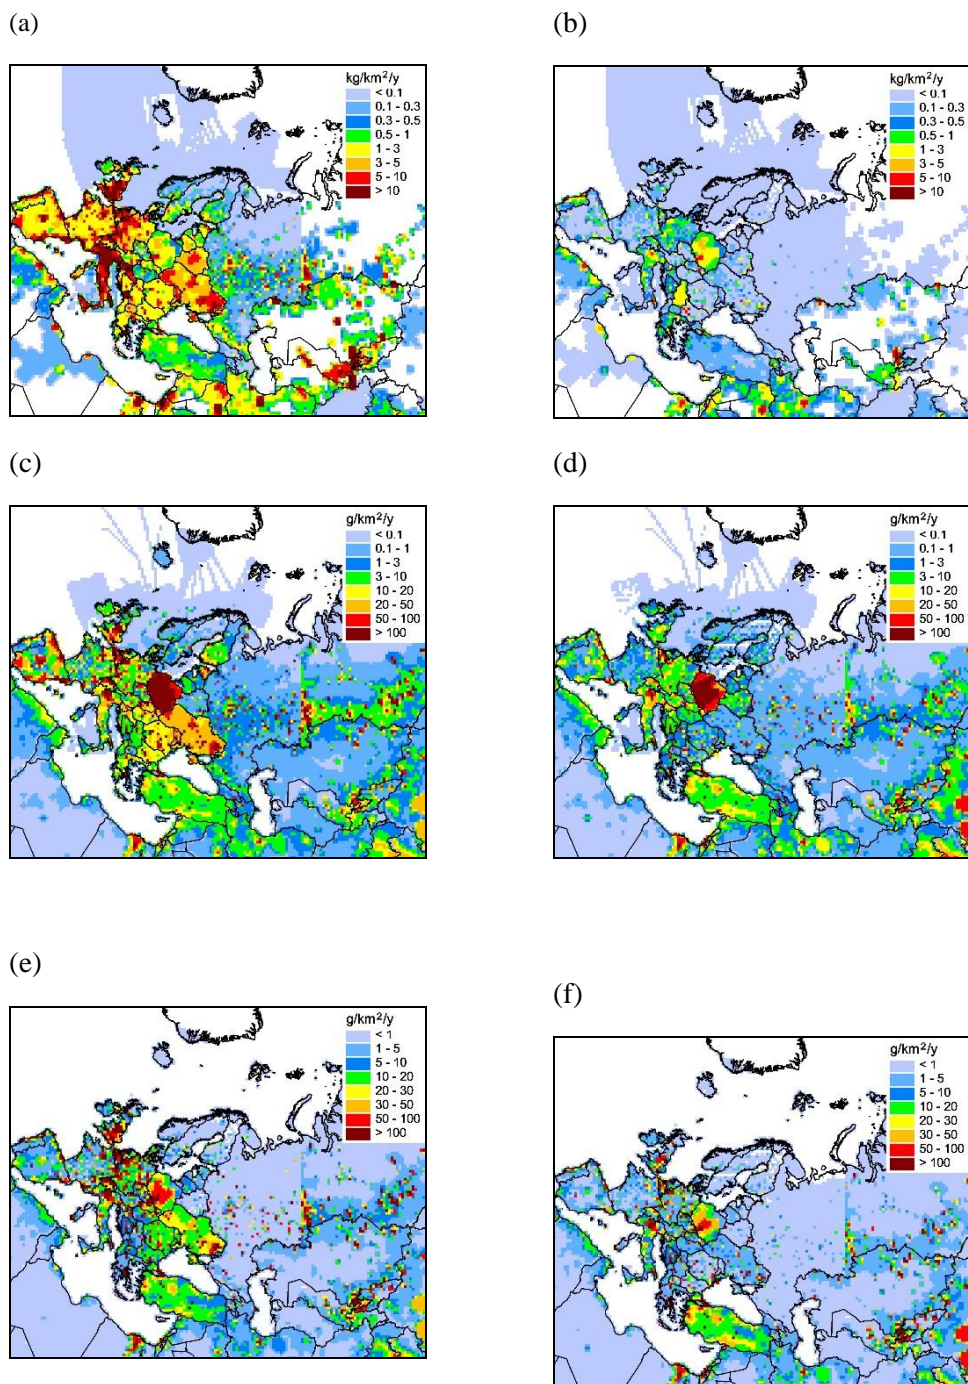 (a)
kg/km²/y
< 0.1
0.1 - 0.3
0.3 - 0.5
0.5 - 1
1 - 3
3 - 5
5 - 10
> 10
(b)
kg/km²/y
< 0.1
0.1 - 0.3
0.3 - 0.5
0.5 - 1
1 - 3
3 - 5
5 - 10
> 10
(c)
g/km²/y
< 0.1
0.1 - 1
1 - 3
3 - 10
10 - 20
20 - 50
50 - 100
> 100
(d)
g/km²/y
< 0.1
0.1 - 1
1 - 3
3 - 10
10 - 20
20 - 50
50 - 100
> 100
(e)
g/km²/y
< 1
1 - 5
5 - 10
10 - 20
20 - 30
30 - 50
50 - 100
> 100
(f)
g/km²/y
< 1
1 - 5
5 - 10
10 - 20
20 - 30
30 - 50
50 - 100
> 100